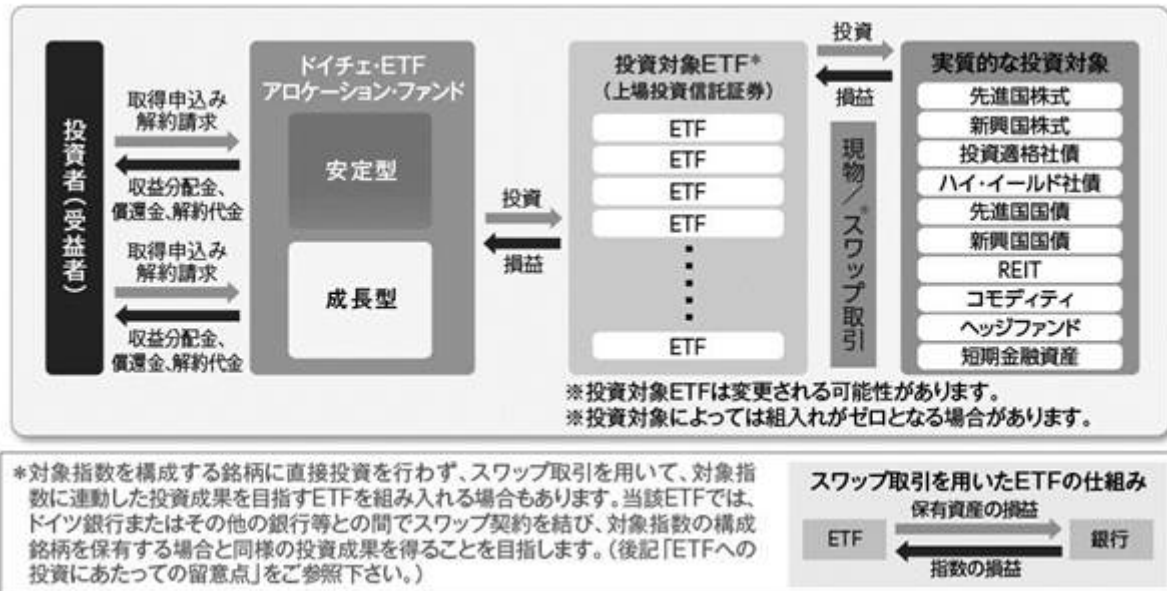 投資者(受益者)
取得申込み
解約請求
収益分配金、
償還金、解約代金
取得申込み
解約請求
収益分配金、
償還金、解約代金
ドイチェ・ETF
アロケーション・ファンド
安定型
成長型
投資
損益
投資対象ETF*
(上場投資信託証券)
ETF
ETF
ETF
ETF
ETF
投資
損益
現物/*スワップ取引
実質的な投資対象
先進国株式
新興国株式
投資適格社債
ハイ・イールド社債
先進国国債
新興国国債
REIT
コモディティ
ヘッジファンド
短期金融資産
※投資対象ETFは変更される可能性があります。
※投資対象によっては組入れがゼロとなる場合があります。
*対象指数を構成する銘柄に直接投資を行わず、スワップ取引を用いて、対象指
数に連動した投資成果を目指すETFを組み入れる場合もあります。当該ETFでは、
ドイツ銀行またはその他の銀行等との間でスワップ契約を結び、対象指数の構成
銘柄を保有する場合と同様の投資成果を得ることを目指します。(後記「ETFへの
投資にあたっての留意点」をご参照下さい。)
スワップ取引を用いたETFの仕組み
保有資産の損益
ETF
銀行
指数の損益